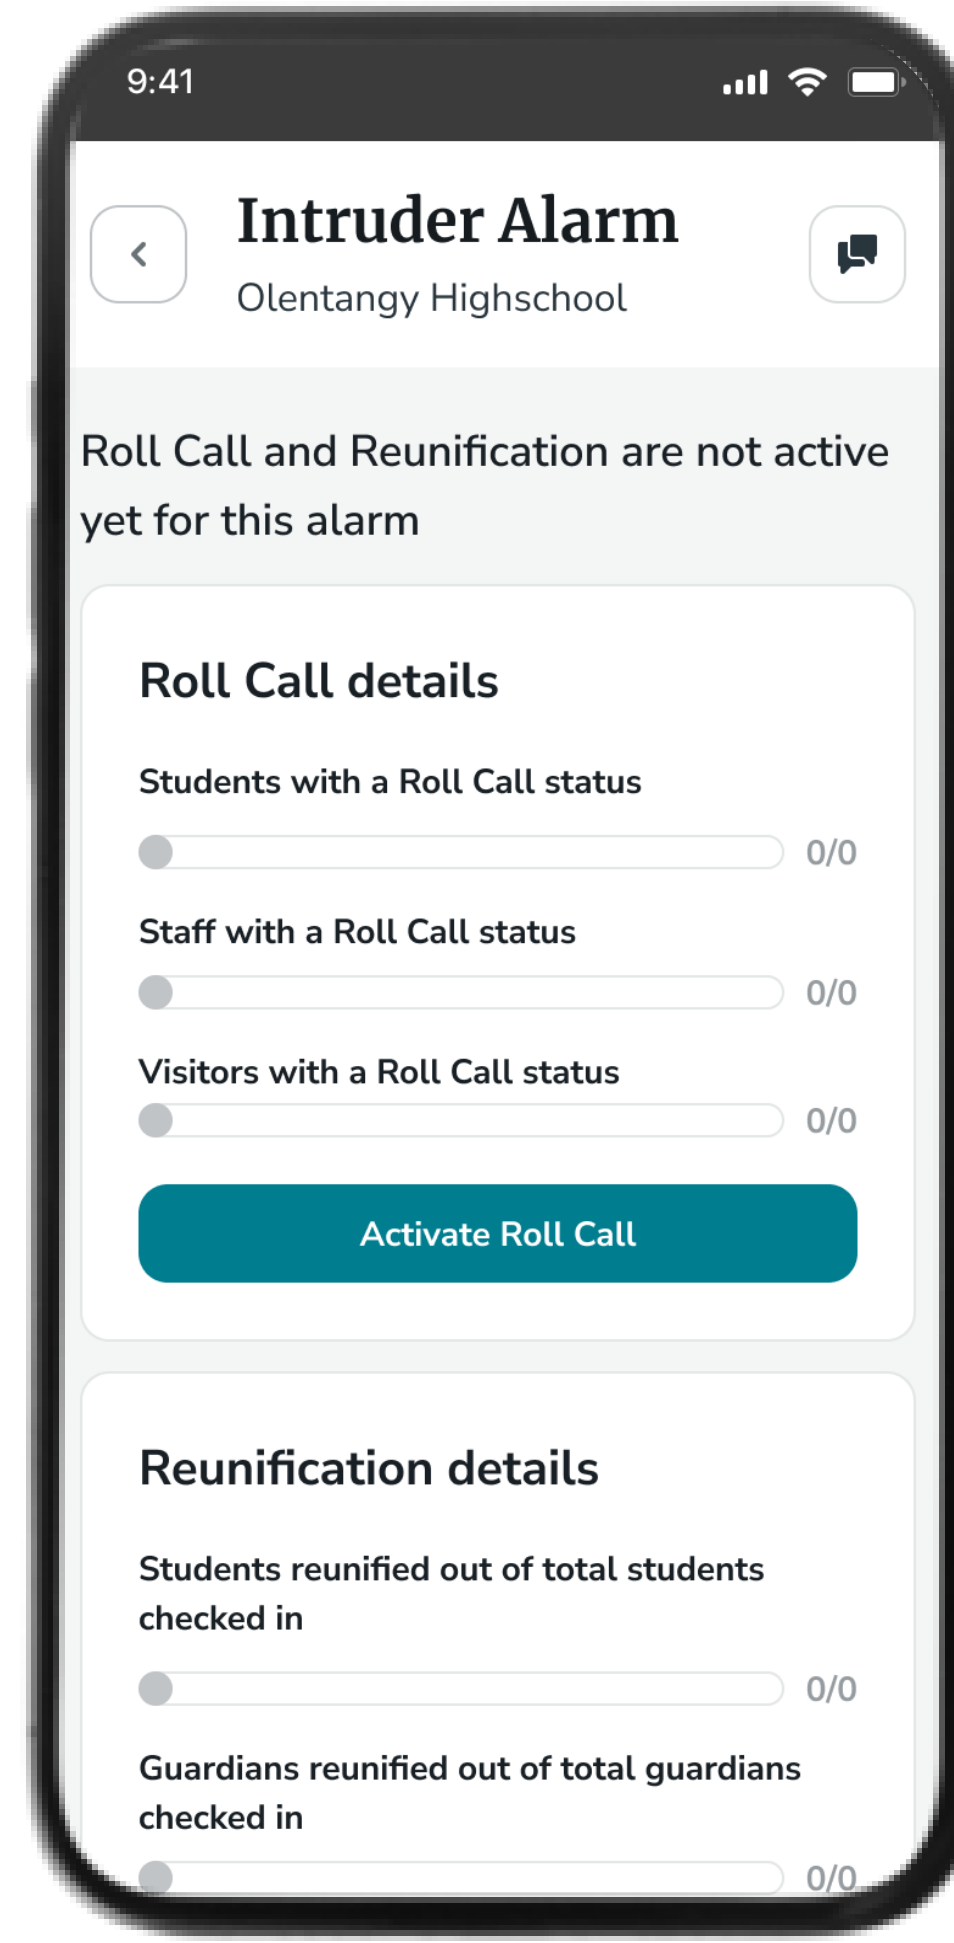 9:41
Intruder Alarm
Olentangy Highschool
Roll Call and Reunification are not active
yet for this alarm
Roll Call details
Students with a Roll Call status
0/0
Staff with a Roll Call status
0/0
Visitors with a Roll Call status
0/0
Activate Roll Call
Reunification details
Students reunified out of total students
checked in
0/0
Guardians reunified out of total guardians
checked in
0/0